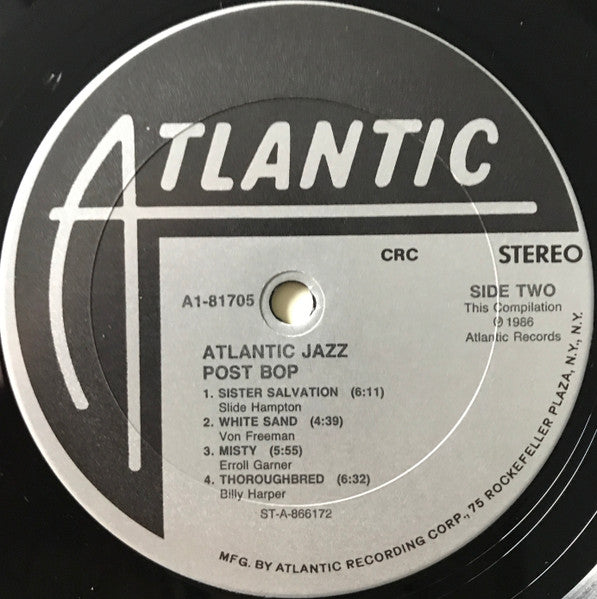 ATLANTIC
CRC STEREO
A1-81705
SIDE TWO
This Compilation
℗ 1986
Atlantic Records
ATLANTIC JAZZ
POST BOP
1. SISTER SALVATION (6:11)
Slide Hampton
2. WHITE SAND (4:39)
Von Freeman
3. MISTY (5:55)
Erroll Garner
4. THOROUGHBRED (6:32)
Billy Harper
ST-A-866172
MFG. BY ATLANTIC RECORDING CORP., 75 ROCKEFELLER PLAZA, N.Y., N.Y.